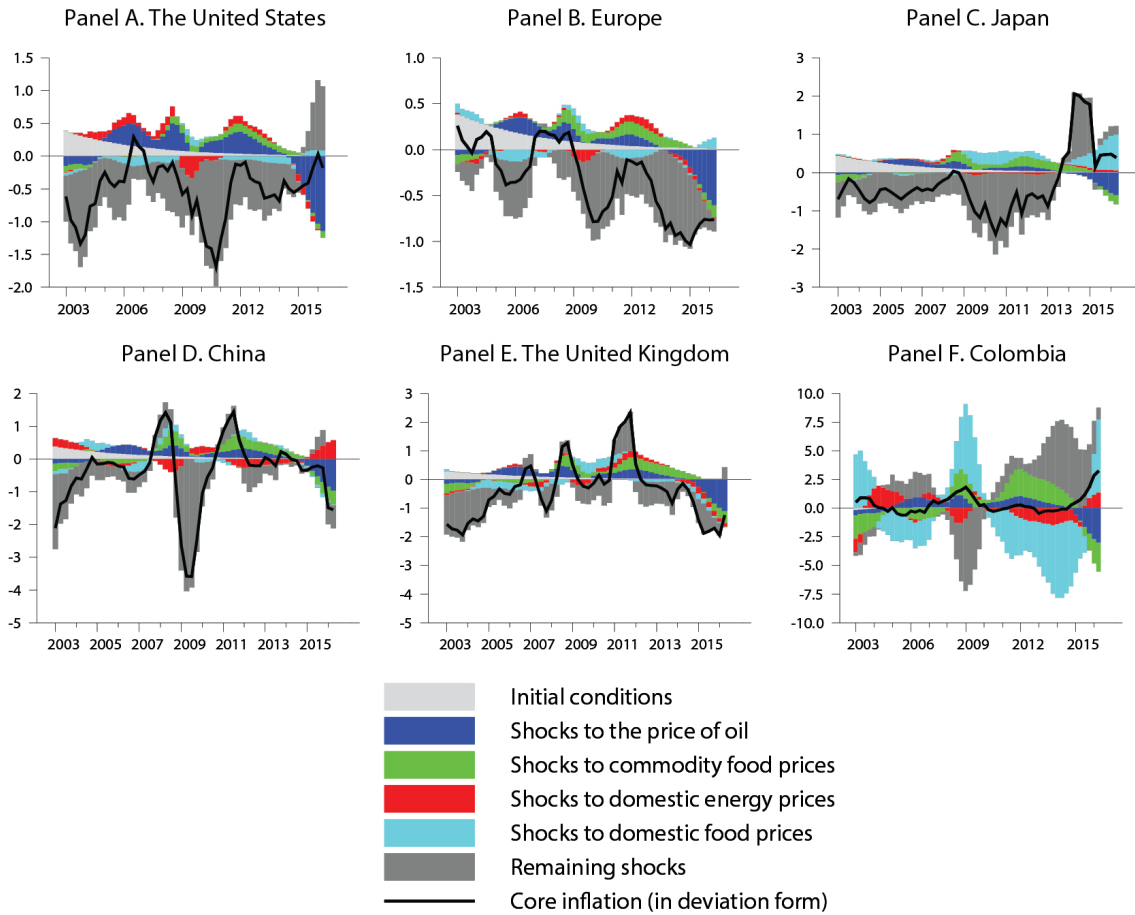 Panel A. The United States
Panel B. Europe
Panel C. Japan
1.5
1.0
0.5
0.0
-0.5
-1.0
-1.5
-2.0
2003 2006 2009 2012 2015
1.0
0.5
0.0
-0.5
-1.0
-1.5
2003 2006 2009 2012 2015
3
2
1
0
-1
-2
-3
2003 2005 2007 2009 2011 2013 2015
Panel D. China
Panel E. The United Kingdom
Panel F. Colombia
2
1
0
-1
-2
-3
-4
-5
2003 2005 2007 2009 2011 2013 2015
3
2
1
0
-1
-2
-3
-4
-5
2003 2005 2007 2009 2011 2013 2015
10.0
7.5
5.0
2.5
0.0
-2.5
-5.0
-7.5
-10.0
2003 2006 2009 2012 2015
Initial conditions
Shocks to the price of oil
Shocks to commodity food prices
Shocks to domestic energy prices
Shocks to domestic food prices
Remaining shocks
Core inflation (in deviation form)